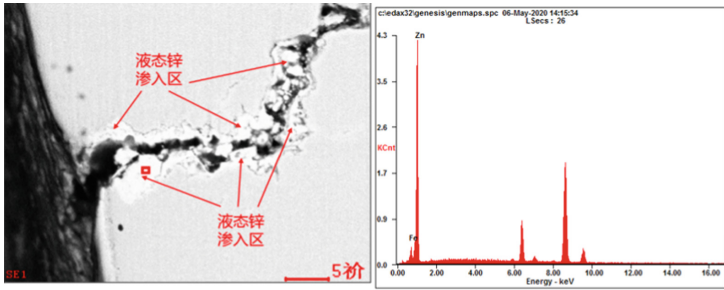 液态锌
渗入区
液态锌
渗入区
SE1
5祄
c:\edax32\genesis\genmaps.spc 06-May-2020 14:15:34
LSecs : 26
4.3
3.5
2.6
KCnt
1.7
0.9
0.0
Zn
Fe
0.00
2.00
4.00
6.00
8.00
10.00
12.00
14.00
16.00
Energy - keV